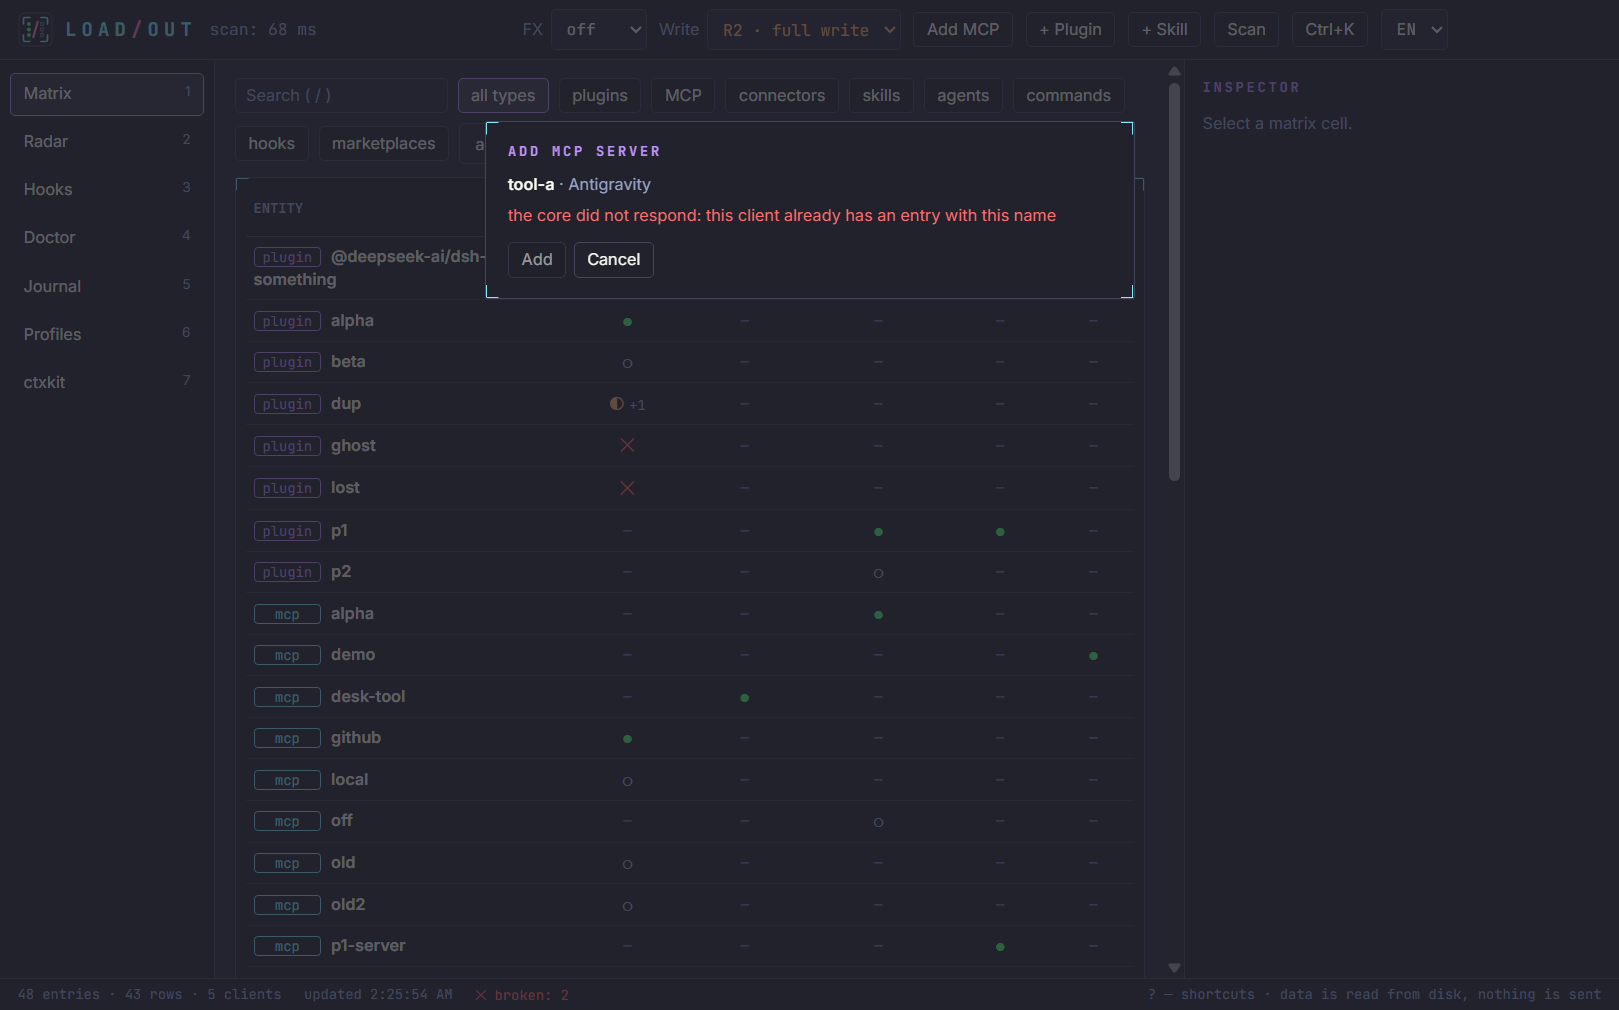 LOAD/OUT scan: 68 ms FX off Write R2 · full write Add MCP + Plugin + Skill Scan Ctrl+K EN
Matrix 1
Radar 2
Hooks 3
Doctor 4
Journal 5
Profiles 6
ctxkit 7
Search ( / ) all types plugins MCP connectors skills agents commands
hooks marketplaces a
ADD MCP SERVER
tool-a · Antigravity
the core did not respond: this client already has an entry with this name
Add Cancel
ENTITY
plugin @deepseek-ai/dsh-
something
plugin alpha ● – – – –
plugin beta ○ – – – –
plugin dup ◐ +1 – – – –
plugin ghost ✕ – – – –
plugin lost ✕ – – – –
plugin p1 – – ● ● –
plugin p2 – – ○ – –
mcp alpha – – ● – –
mcp demo – – – – ●
mcp desk-tool – ● – – –
mcp github ● – – – –
mcp local ○ – – – –
mcp off – – ○ – –
mcp old ○ – – – –
mcp old2 ○ – – – –
mcp p1-server – – – ● –
INSPECTOR
Select a matrix cell.
48 entries · 43 rows · 5 clients updated 2:25:54 AM ✕ broken: 2 ? — shortcuts · data is read from disk, nothing is sent